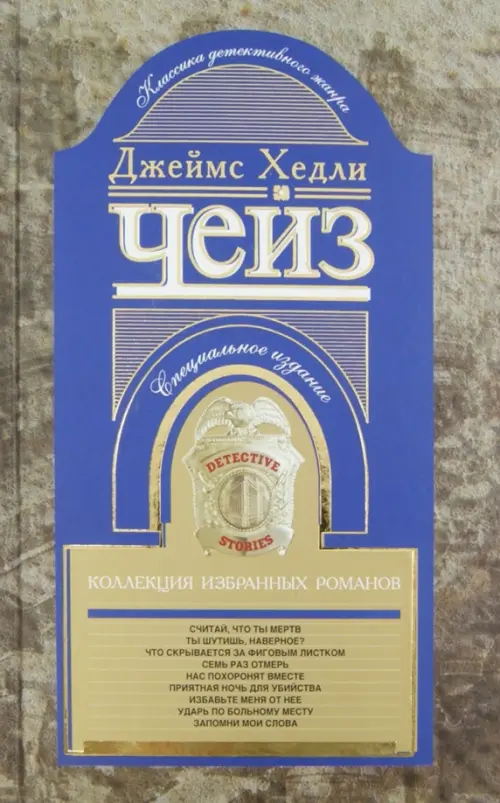 Классика детективного жанра
Джеймс Хедли
Чейз
Специальное издание
DETECTIVE
STORIES
КОЛЛЕКЦИЯ ИЗБРАННЫХ РОМАНОВ
СЧИТАЙ, ЧТО ТЫ МЕРТВ
ТЫ ШУТИШЬ, НАВЕРНОЕ?
ЧТО СКРЫВАЕТСЯ ЗА ФИГОВЫМ ЛИСТКОМ
СЕМЬ РАЗ ОТМЕРЬ
НАС ПОХОРОНЯТ ВМЕСТЕ
ПРИЯТНАЯ НОЧЬ ДЛЯ УБИЙСТВА
ИЗБАВЬТЕ МЕНЯ ОТ НЕЕ
УДАРЬ ПО БОЛЬНОМУ МЕСТУ
ЗАПОМНИ МОИ СЛОВА